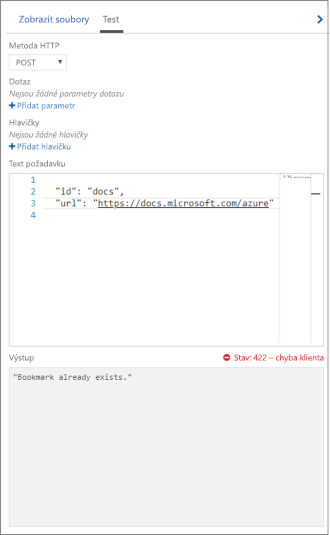 Zobrazit soubory Test
Metoda HTTP
POST
Dotaz
Nejsou žádné parametry dotazu
+Přidat parametr
Hlavičky
Nejsou žádné hlavičky
+Přidat hlavičku
Text požadavku
1
2 "id": "docs",
3 "url": "https://docs.microsoft.com/azure"
4
Výstup Stav: 422 – chyba klienta
"Bookmark already exists."